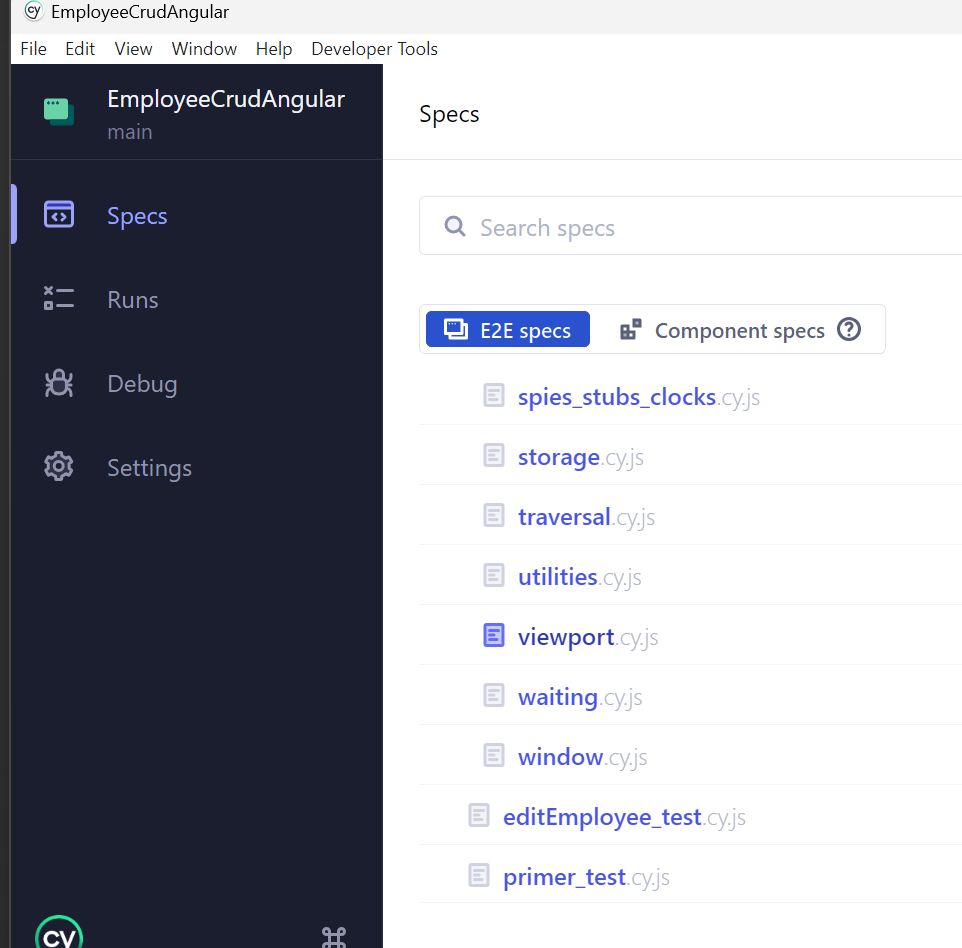 cy EmployeeCrudAngular
File Edit View Window Help Developer Tools
EmployeeCrudAngular
main
Specs
Runs
Debug
Settings
cy
Specs
Search specs
E2E specs Component specs ?
spies_stubs_clocks.cy.js
storage.cy.js
traversal.cy.js
utilities.cy.js
viewport.cy.js
waiting.cy.js
window.cy.js
editEmployee_test.cy.js
primer_test.cy.js